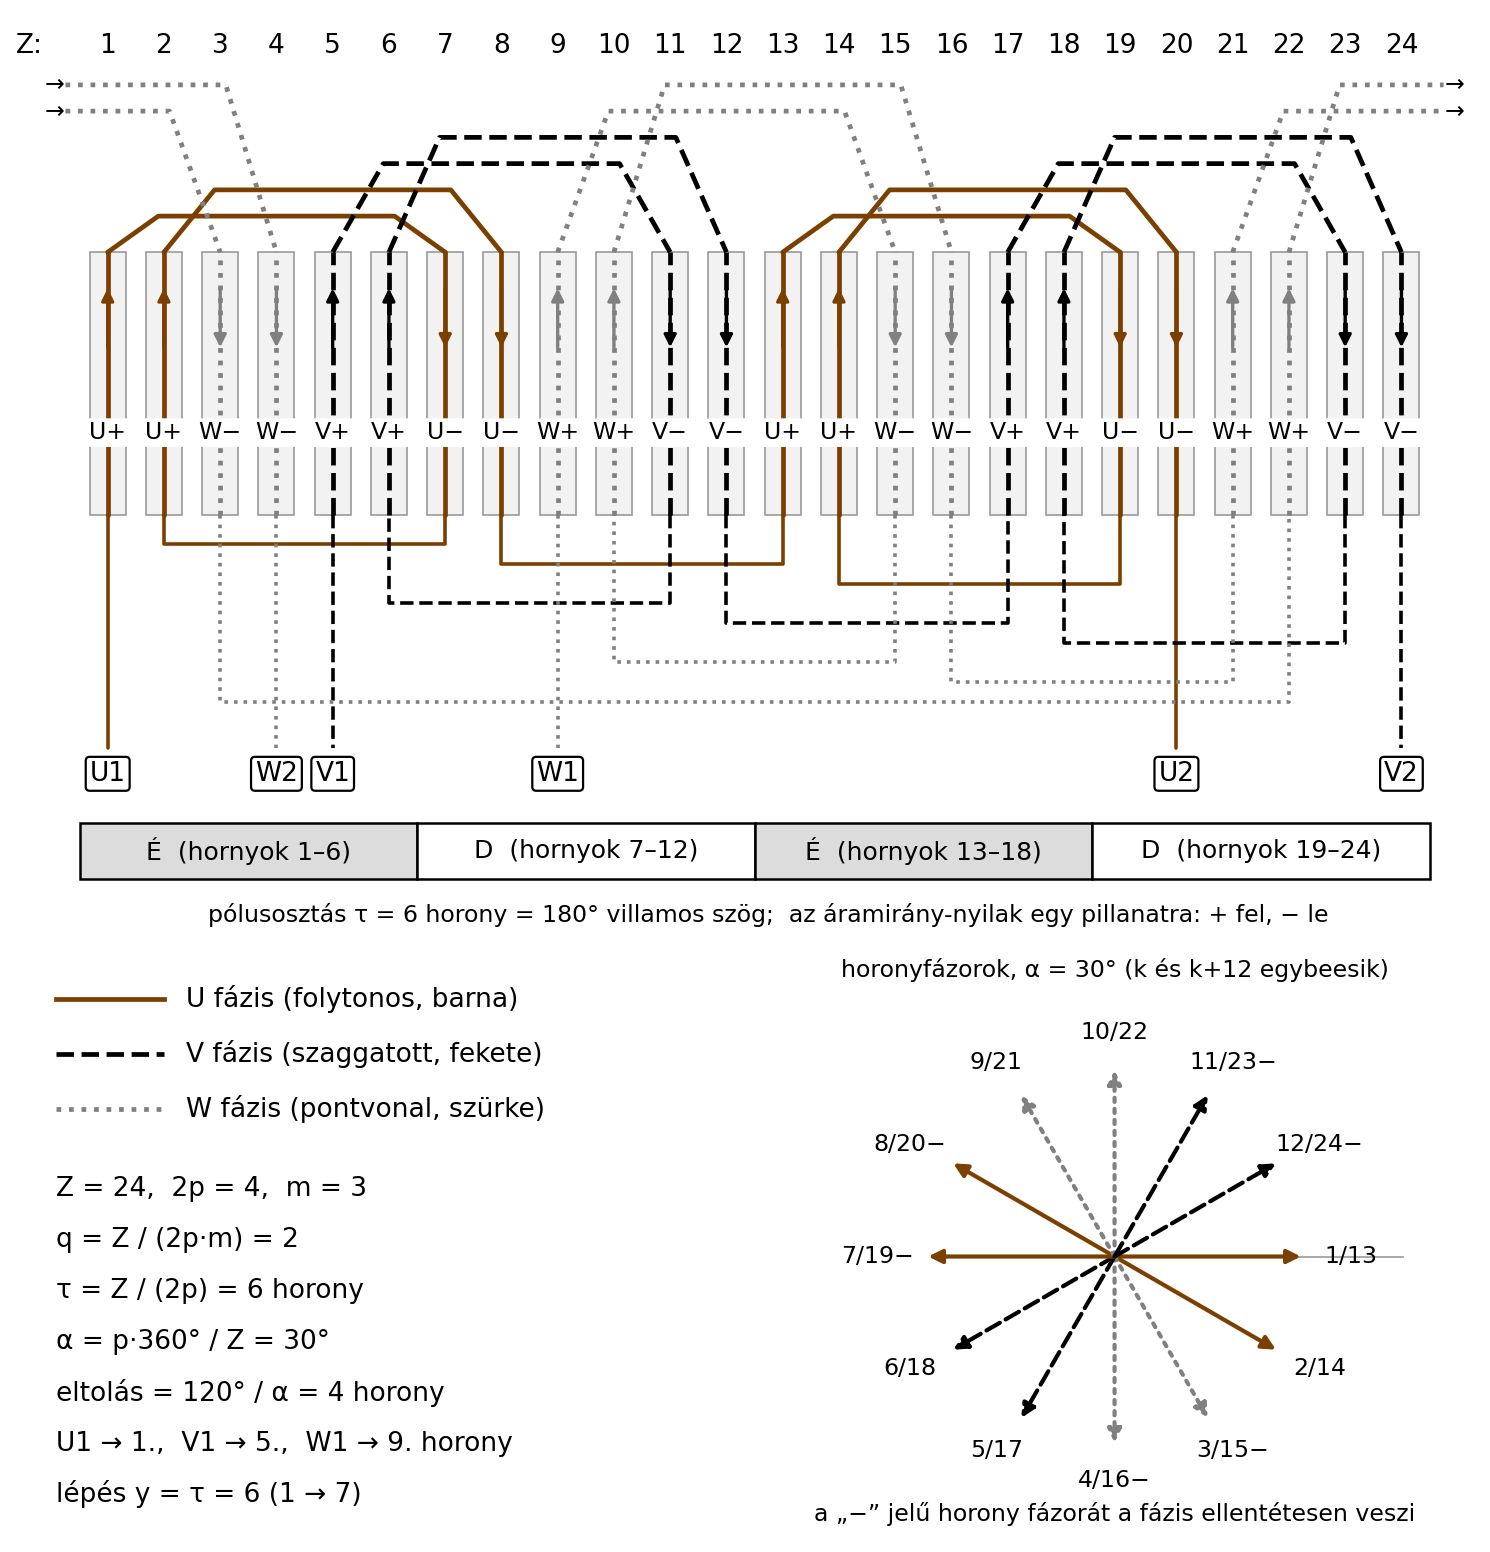 Z: 1 2 3 4 5 6 7 8 9 10 11 12 13 14 15 16 17 18 19 20 21 22 23 24
→ →
→ →
U+ U+ W− W− V+ V+ U− U− W+ W+ V− V− U+ U+ W− W− V+ V+ U− U− W+ W+ V− V−
U1 W2 V1 W1 U2 V2
É (hornyok 1–6) D (hornyok 7–12) É (hornyok 13–18) D (hornyok 19–24)
pólusosztás τ = 6 horony = 180° villamos szög; az áramirány-nyilak egy pillanatra: + fel, − le
horonyfázorok, α = 30° (k és k+12 egybeesik)
U fázis (folytonos, barna)
V fázis (szaggatott, fekete)
W fázis (pontvonal, szürke)
Z = 24, 2p = 4, m = 3
q = Z / (2p·m) = 2
τ = Z / (2p) = 6 horony
α = p·360° / Z = 30°
eltolás = 120° / α = 4 horony
U1 → 1., V1 → 5., W1 → 9. horony
lépés y = τ = 6 (1 → 7)
10/22
9/21 11/23−
8/20− 12/24−
7/19− 1/13
6/18 2/14
5/17 3/15−
4/16−
a „−” jelű horony fázorát a fázis ellentétesen veszi